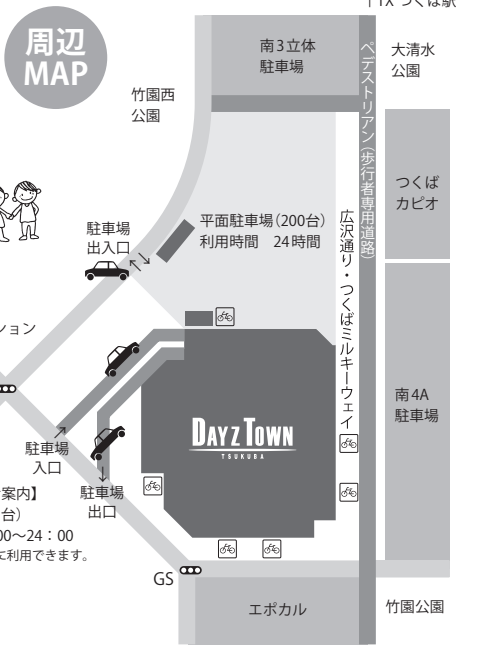 ↑TX つくば駅
周辺
MAP
南3立体
駐車場
大清水
公園
竹園西
公園
ペデストリアン（歩行者専用道路）
つくば
カピオ
平面駐車場（200台）
利用時間　24時間
駐車場
出入口
広沢通り・つくばミルキーウェイ
ション
南4A
駐車場
DAYZ TOWN
TSUKUBA
駐車場
入口
駐車場
出口
案内】
台）
00～24：00
に利用できます。
GS
エポカル
竹園公園